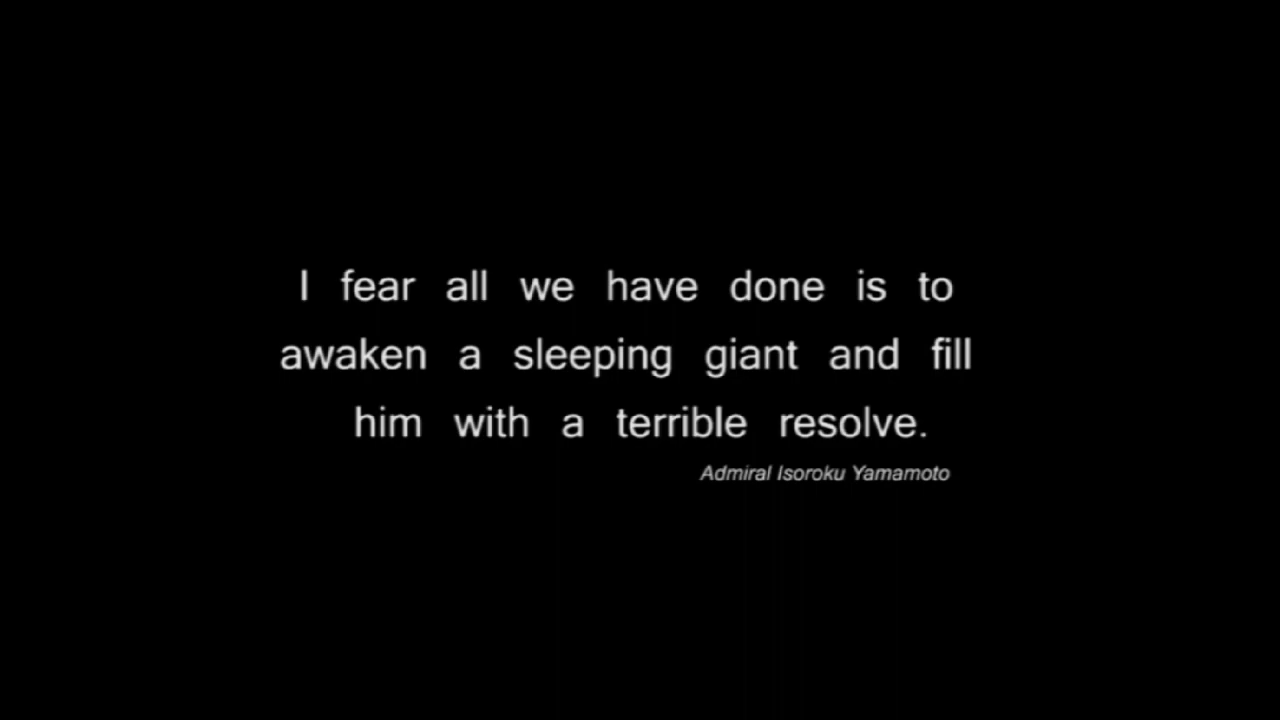 I fear all we have done is to
awaken a sleeping giant and fill
him with a terrible resolve.
Admiral Isoroku Yamamoto